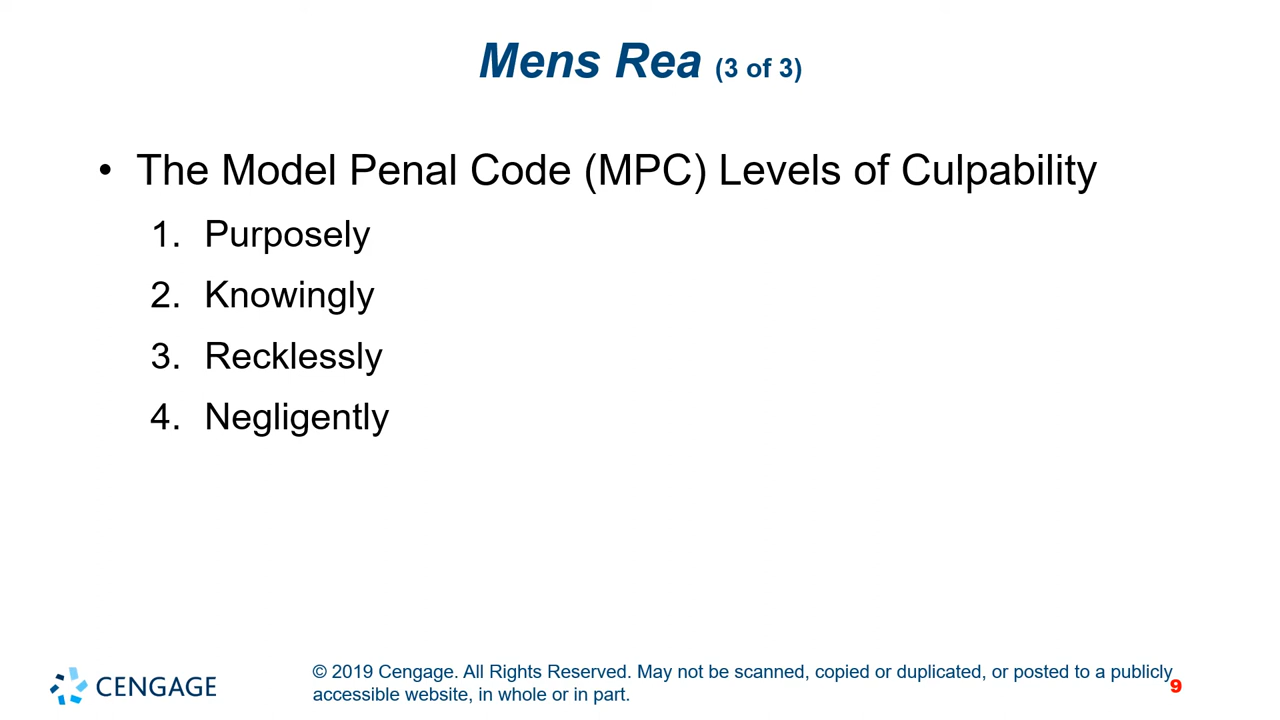 Mens Rea (3 of 3)
• The Model Penal Code (MPC) Levels of Culpability
1. Purposely
2. Knowingly
3. Recklessly
4. Negligently
CENGAGE
© 2019 Cengage. All Rights Reserved. May not be scanned, copied or duplicated, or posted to a publicly
accessible website, in whole or in part.
9